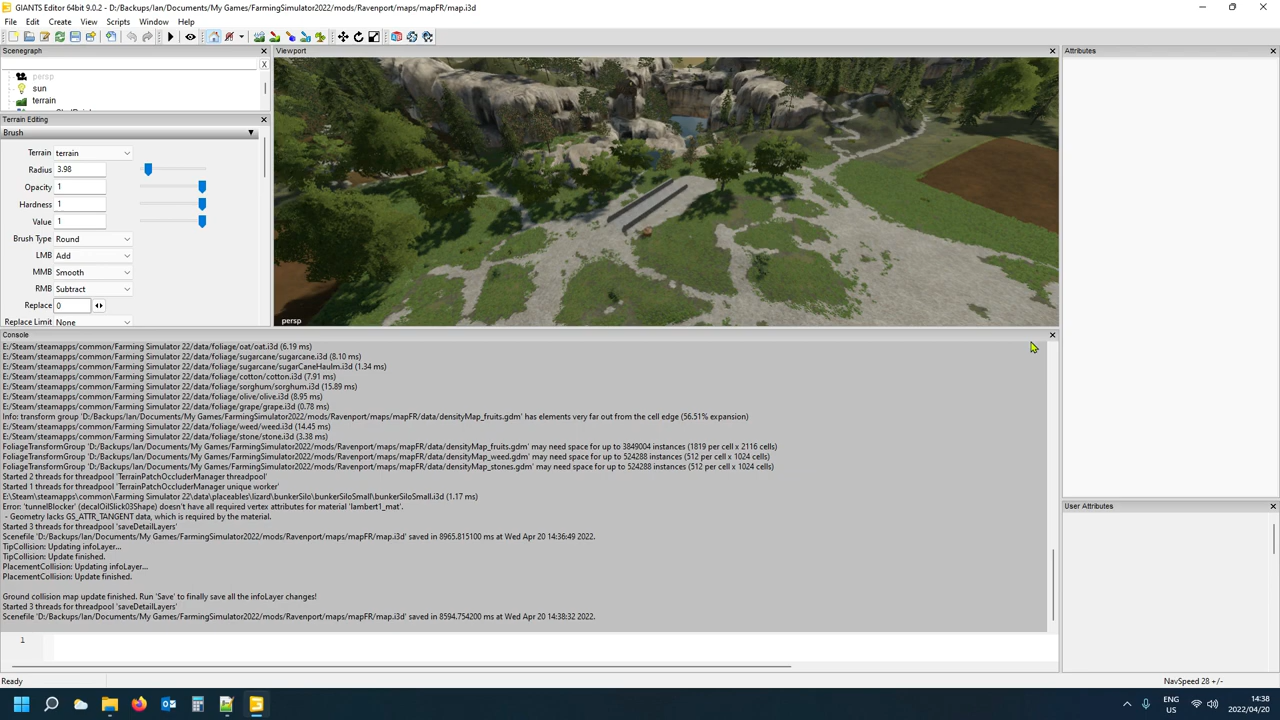 GIANTS Editor 64bit 9.0.2 - D:/Backups/Ian/Documents/My Games/FarmingSimulator2022/mods/Ravenport/maps/mapFR/map.i3d
File Edit Create View Scripts Window Help
Scenegraph
Viewport
Attributes
X
persp
sun
terrain
Terrain Editing
Brush
Terrain terrain
Radius 3.98
Opacity 1
Hardness 1
Value 1
Brush Type Round
LMB Add
MMB Smooth
RMB Subtract
Replace 0
Replace Limit None
persp
Console
E:/Steam/steamapps/common/Farming Simulator 22/data/foliage/oat/oat.i3d (6.19 ms)
E:/Steam/steamapps/common/Farming Simulator 22/data/foliage/sugarcane/sugarcane.i3d (8.10 ms)
E:/Steam/steamapps/common/Farming Simulator 22/data/foliage/sugarcane/sugarCaneHaulm.i3d (1.34 ms)
E:/Steam/steamapps/common/Farming Simulator 22/data/foliage/cotton/cotton.i3d (7.91 ms)
E:/Steam/steamapps/common/Farming Simulator 22/data/foliage/sorghum/sorghum.i3d (15.89 ms)
E:/Steam/steamapps/common/Farming Simulator 22/data/foliage/olive/olive.i3d (8.95 ms)
E:/Steam/steamapps/common/Farming Simulator 22/data/foliage/grape/grape.i3d (0.78 ms)
Info: transform group 'D:/Backups/Ian/Documents/My Games/FarmingSimulator2022/mods/Ravenport/maps/mapFR/data/densityMap_fruits.gdm' has elements very far out from the cell edge (56.51% expansion)
E:/Steam/steamapps/common/Farming Simulator 22/data/foliage/weed/weed.i3d (14.45 ms)
E:/Steam/steamapps/common/Farming Simulator 22/data/foliage/stone/stone.i3d (3.38 ms)
FoliageTransformGroup 'D:/Backups/Ian/Documents/My Games/FarmingSimulator2022/mods/Ravenport/maps/mapFR/data/densityMap_fruits.gdm' may need space for up to 3849004 instances (1819 per cell x 2116 cells)
FoliageTransformGroup 'D:/Backups/Ian/Documents/My Games/FarmingSimulator2022/mods/Ravenport/maps/mapFR/data/densityMap_weed.gdm' may need space for up to 524288 instances (512 per cell x 1024 cells)
FoliageTransformGroup 'D:/Backups/Ian/Documents/My Games/FarmingSimulator2022/mods/Ravenport/maps/mapFR/data/densityMap_stones.gdm' may need space for up to 524288 instances (512 per cell x 1024 cells)
Started 2 threads for threadpool 'TerrainPatchOccluderManager threadpool'
Started 1 threads for threadpool 'TerrainPatchOccluderManager unique worker'
E:\Steam\steamapps\common\Farming Simulator 22\data\placeables\lizard\bunkerSilo\bunkerSiloSmall\bunkerSiloSmall.i3d (1.17 ms)
Error: 'tunnelBlocker' (decalOilSlick03Shape) doesn't have all required vertex attributes for material 'lambert1_mat'.
- Geometry lacks GS_ATTR_TANGENT data, which is required by the material.
Started 3 threads for threadpool 'saveDetailLayers'
Scenefile 'D:/Backups/Ian/Documents/My Games/FarmingSimulator2022/mods/Ravenport/maps/mapFR/map.i3d' saved in 8965.815100 ms at Wed Apr 20 14:36:49 2022.
TipCollision: Updating infoLayer...
TipCollision: Update finished.
PlacementCollision: Updating infoLayer...
PlacementCollision: Update finished.
Ground collision map update finished. Run 'Save' to finally save all the infoLayer changes!
Started 3 threads for threadpool 'saveDetailLayers'
Scenefile 'D:/Backups/Ian/Documents/My Games/FarmingSimulator2022/mods/Ravenport/maps/mapFR/map.i3d' saved in 8594.754200 ms at Wed Apr 20 14:38:32 2022.
1
User Attributes
Ready
NavSpeed 28 +/-
ENG
US
14:38
2022/04/20